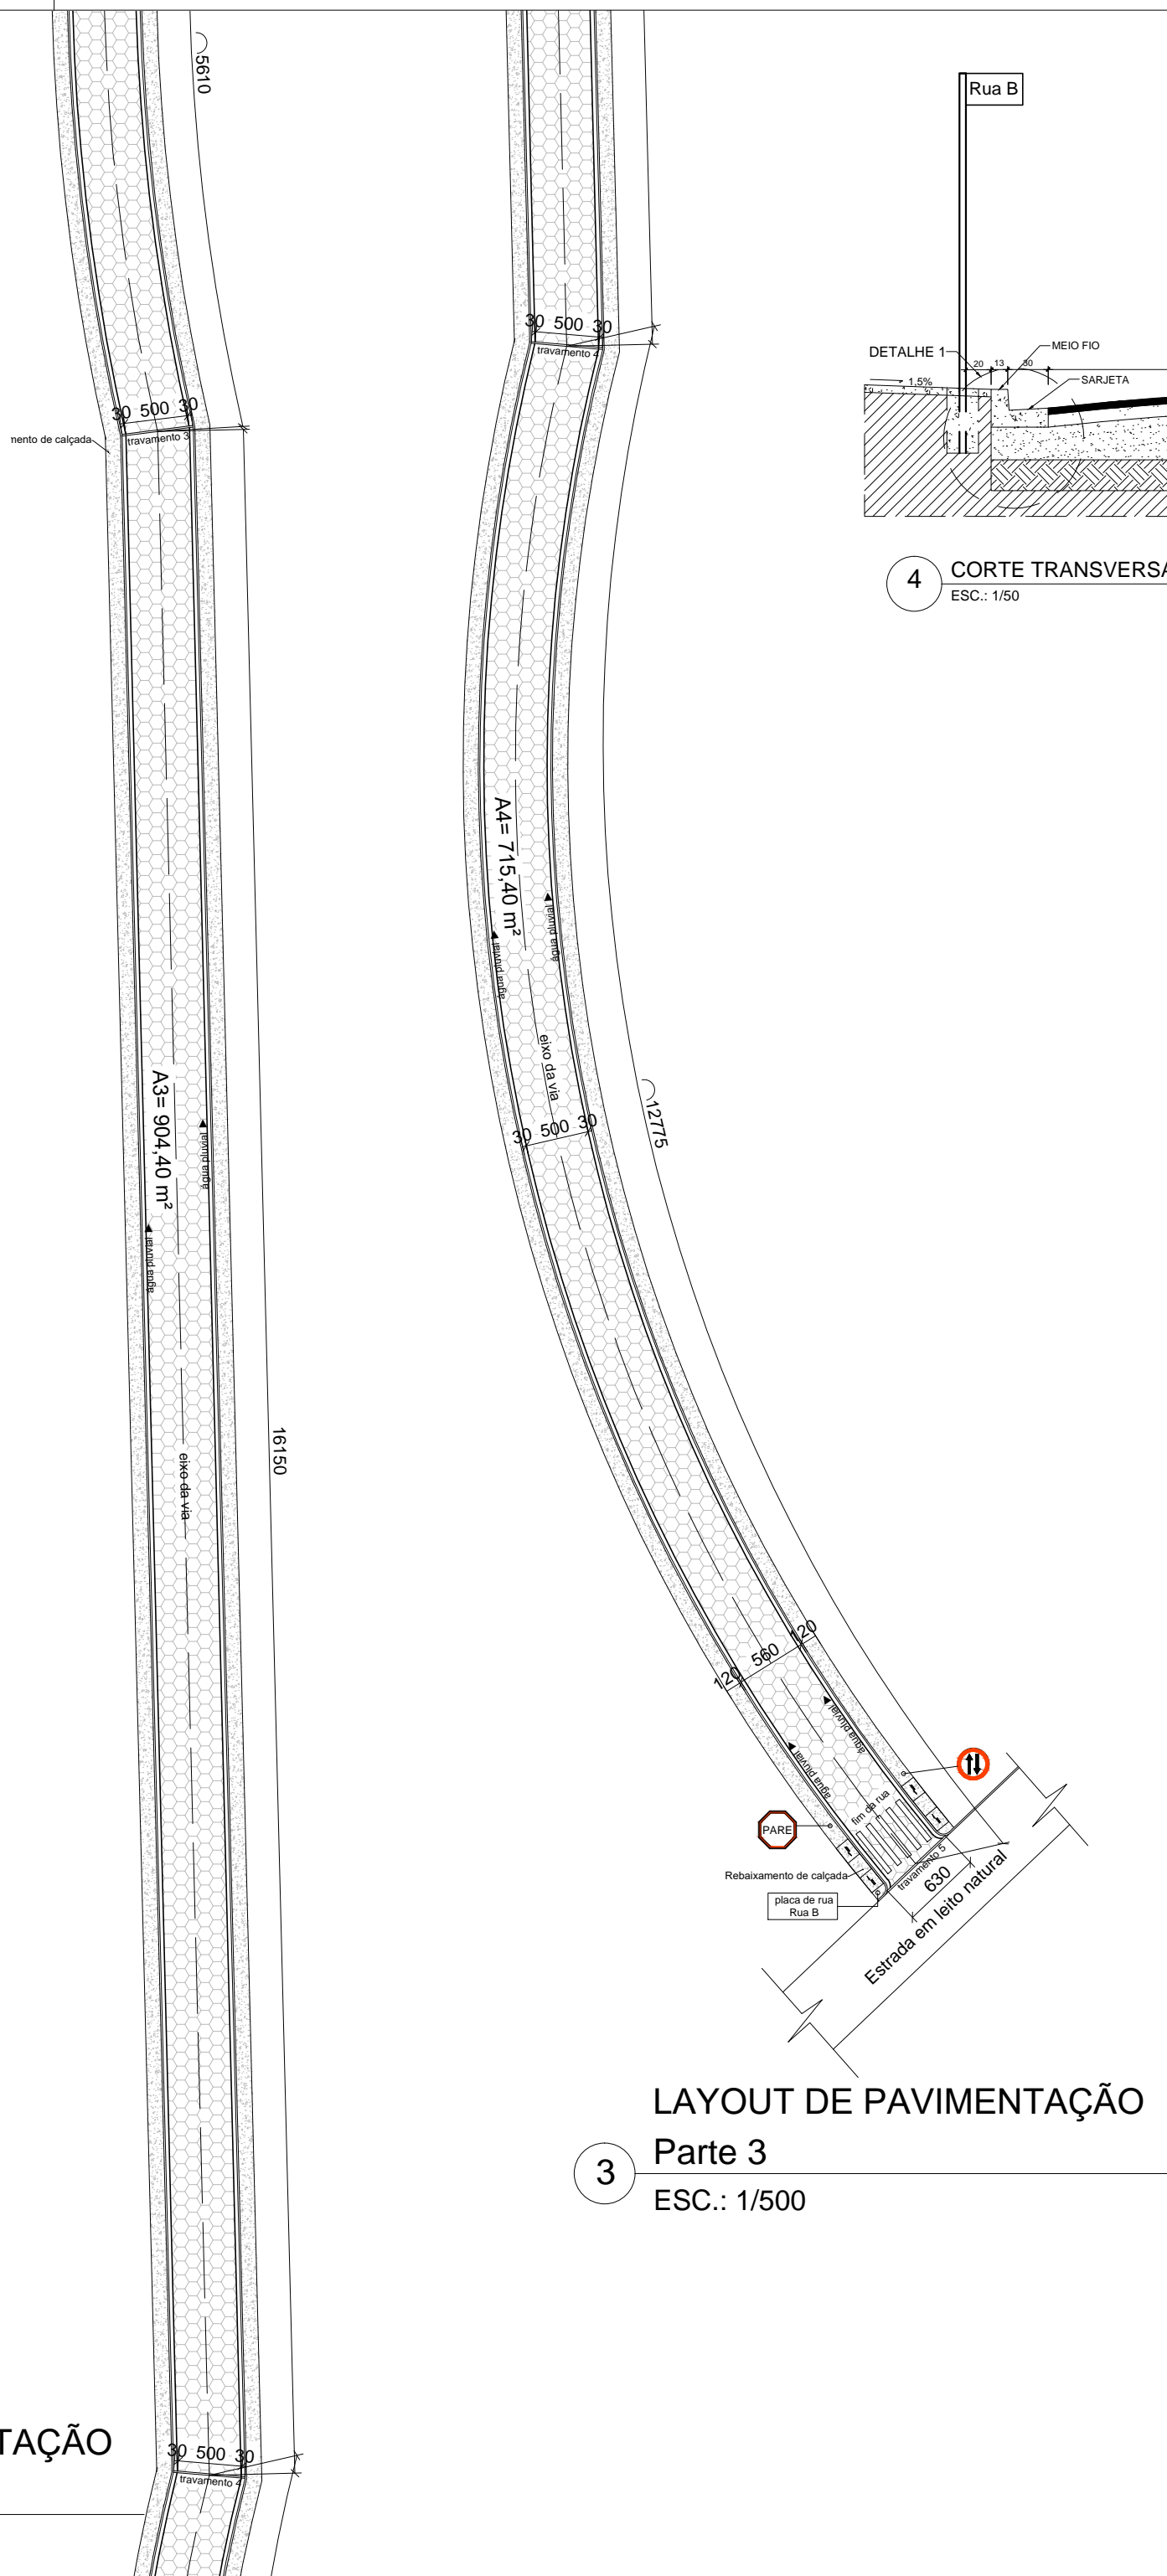 5610
30 500 30
travamento 3
mento de calçada
A3= 904,40 m²
água pluvial
água pluvial
16150
eixo da via
30 500 30
travamento 4
TAÇÃO
30 500 30
travamento 4
A4= 715,40 m²
água pluvial
água pluvial
eixo da via
30 500 30
12775
120 560 120
água pluvial
água pluvial
fim da rua
PARE
Rebaixamento de calçada
placa de rua
Rua B
travamento 5
630
Estrada em leito natural
LAYOUT DE PAVIMENTAÇÃO
3
Parte 3
ESC.: 1/500
Rua B
DETALHE 1
MEIO FIO
20 13 30
SARJETA
1,5%
4
CORTE TRANSVERSA
ESC.: 1/50